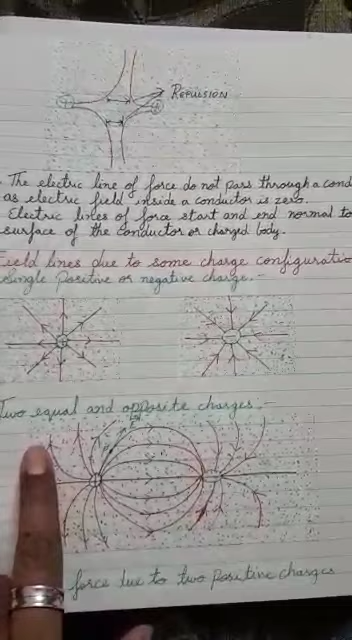 +
+
REPULSION
The electric line of force do not pass through a cond
as electric field inside a conductor is zero.
Electric lines of force start and end normal to
surface of the conductor or charged body.
Field lines due to some charge configuratio
Single Positive or negative charge.-
+
-
Two equal and opposite charges.-
+
-
force due to two positive charges